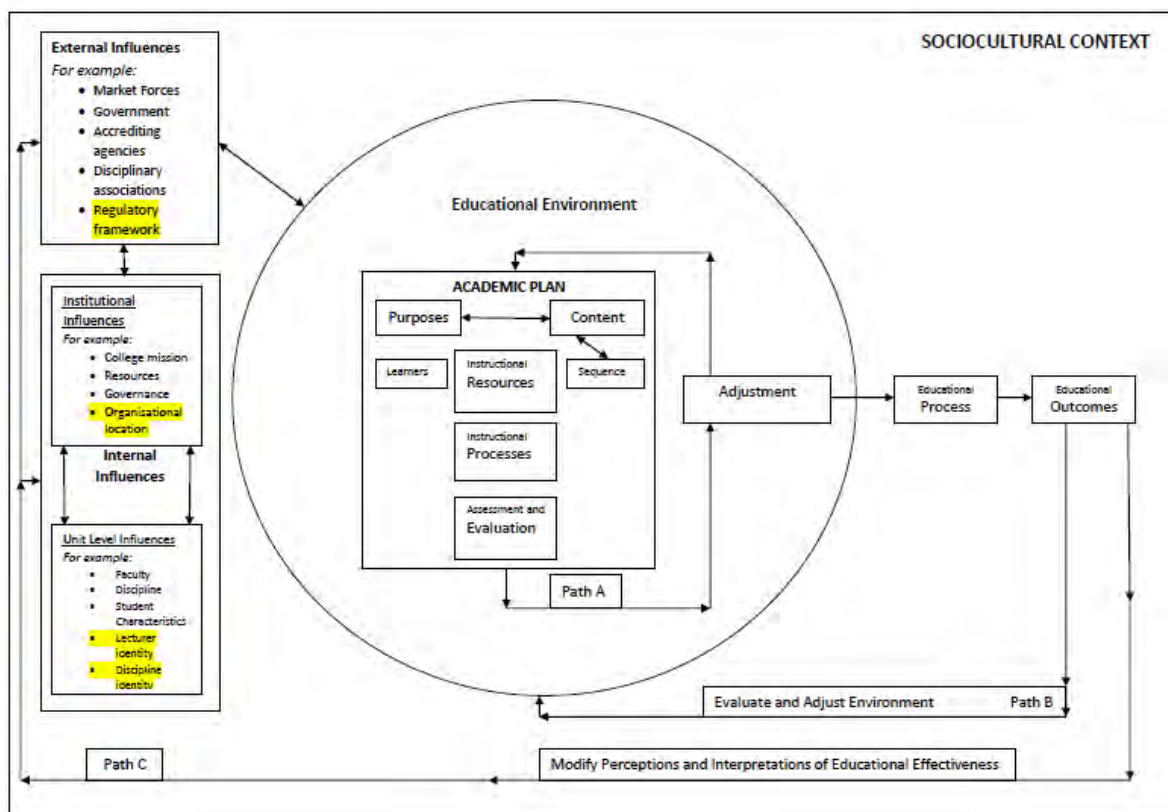 SOCIOCULTURAL CONTEXT
External Influences
For example:
• Market Forces
• Government
• Accrediting
agencies
• Disciplinary
associations
• Regulatory
framework
Institutional
Influences
For example:
• College mission
• Resources
• Governance
• Organisational
location
Internal
Influences
Unit Level Influences
For example:
• Faculty
• Discipline
• Student
Characteristics
• Lecturer
identity
• Discipline
identity
Educational Environment
ACADEMIC PLAN
Purposes
Content
Learners
Instructional
Resources
Sequence
Instructional
Processes
Assessment and
Evaluation
Path A
Adjustment
Educational
Process
Educational
Outcomes
Evaluate and Adjust Environment Path B
Path C
Modify Perceptions and Interpretations of Educational Effectiveness